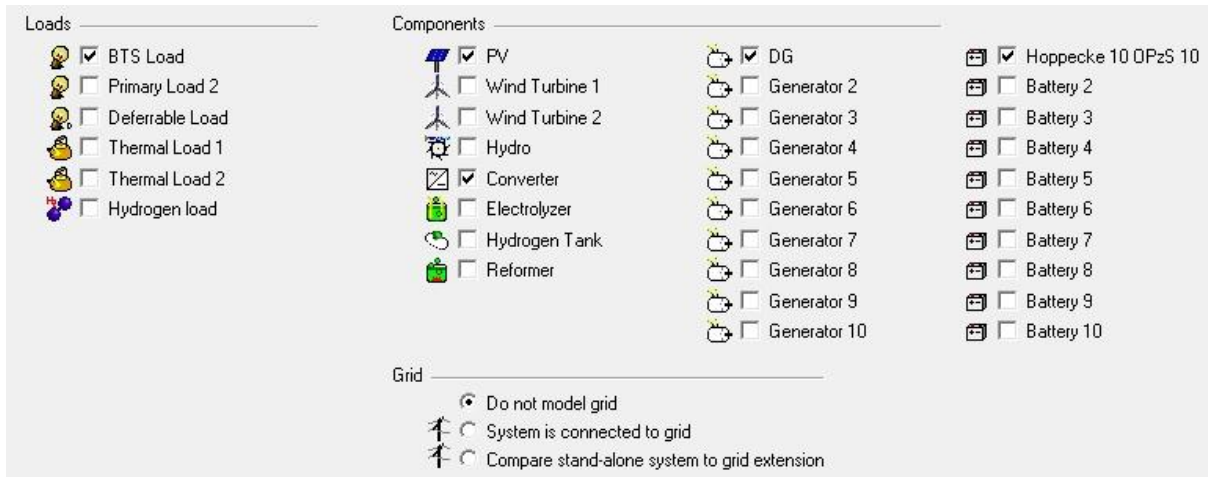 Loads
BTS Load
Primary Load 2
Deferrable Load
Thermal Load 1
Thermal Load 2
Hydrogen load
Components
PV
Wind Turbine 1
Wind Turbine 2
Hydro
Converter
Electrolyzer
Hydrogen Tank
Reformer
DG
Generator 2
Generator 3
Generator 4
Generator 5
Generator 6
Generator 7
Generator 8
Generator 9
Generator 10
Hoppecke 10 OPzS 10
Battery 2
Battery 3
Battery 4
Battery 5
Battery 6
Battery 7
Battery 8
Battery 9
Battery 10
Grid
Do not model grid
System is connected to grid
Compare stand-alone system to grid extension